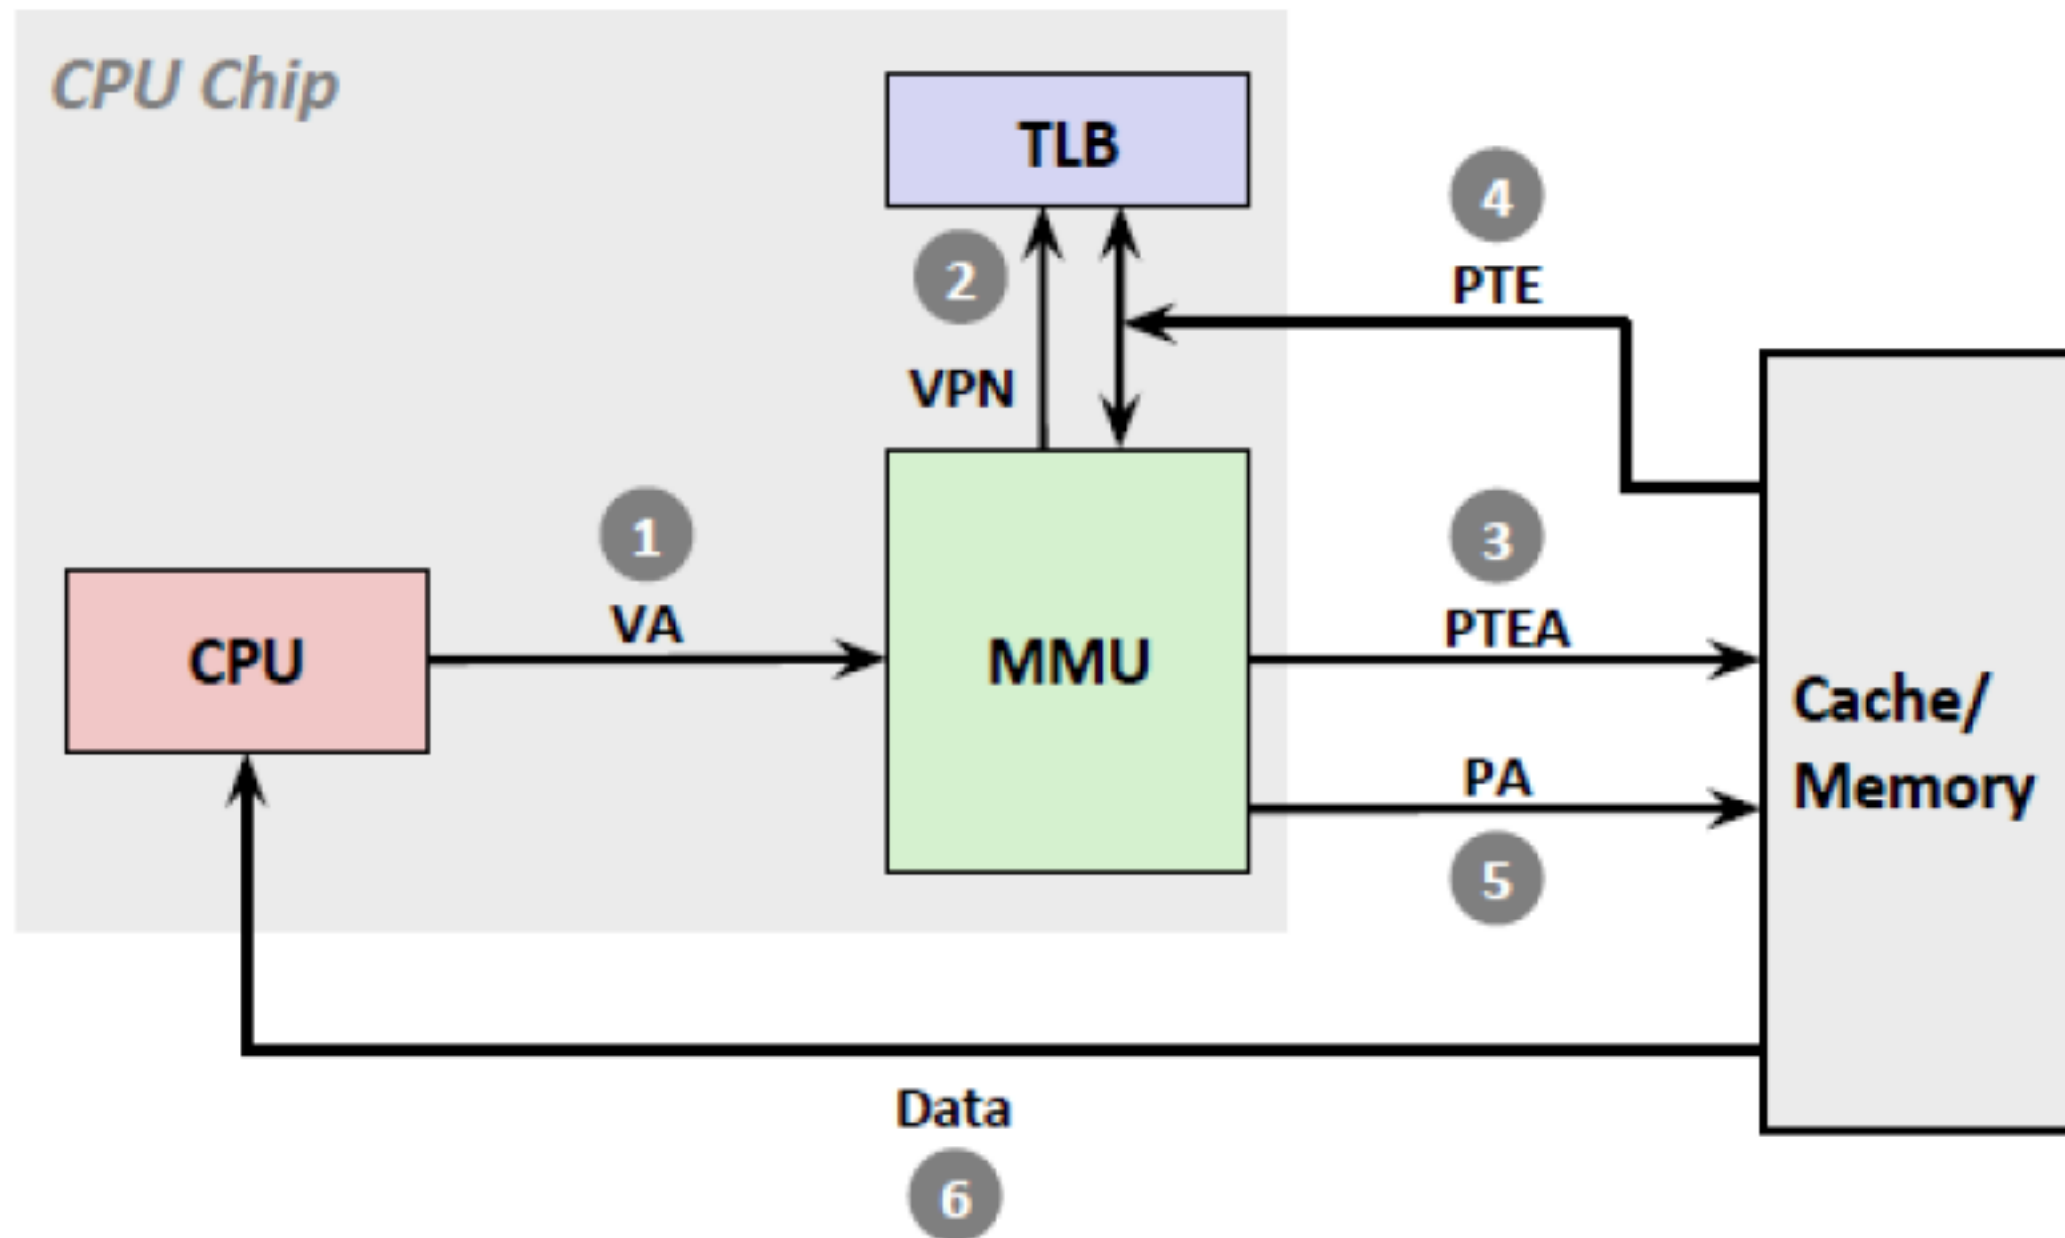 CPU Chip
TLB
4
PTE
2
VPN
1
VA
3
PTEA
CPU
MMU
Cache/
Memory
PA
5
Data
6